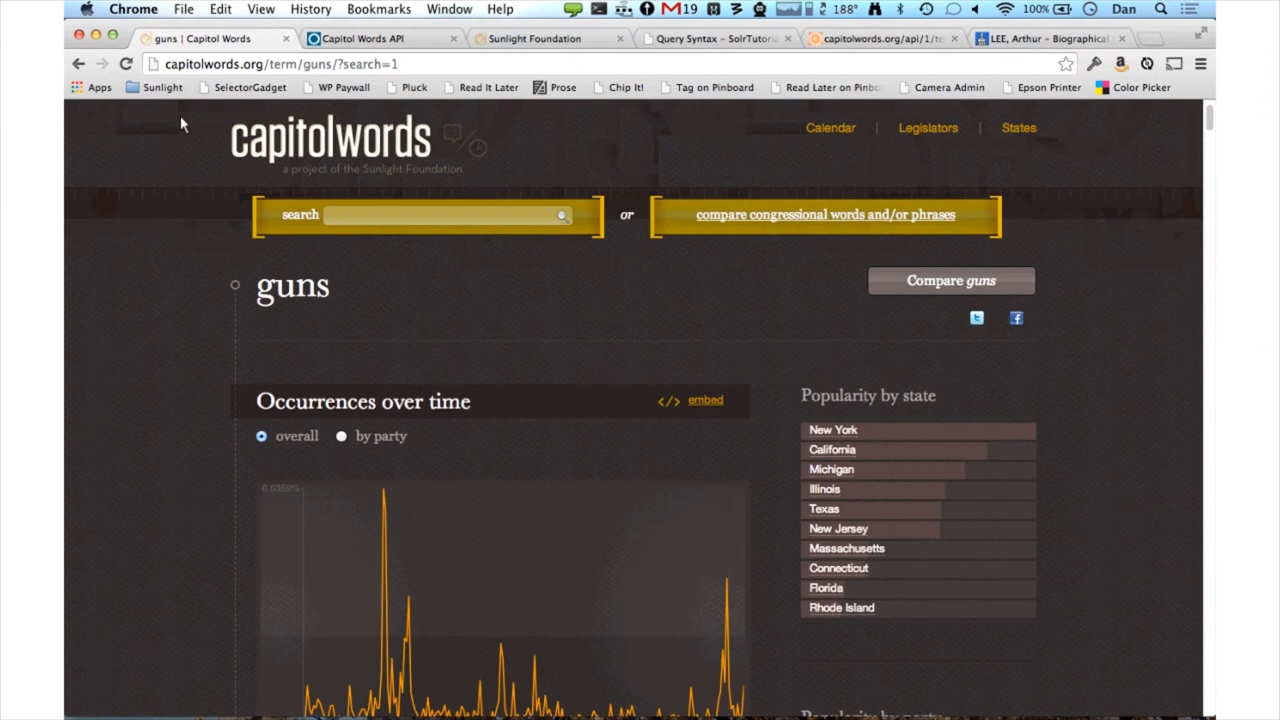 Chrome File Edit View History Bookmarks Window Help 19 188° 100% Dan
guns | Capitol Words Capitol Words API Sunlight Foundation Query Syntax – SolrTutoria capitolwords.org/api/1/te LEE, Arthur – Biographical
capitolwords.org/term/guns/?search=1
Apps Sunlight SelectorGadget WP Paywall Pluck Read It Later Prose Chip It! Tag on Pinboard Read Later on Pinbo Camera Admin Epson Printer Color Picker
capitolwords
a project of the Sunlight Foundation
Calendar | Legislators | States
search or compare congressional words and/or phrases
guns
Compare guns
Occurrences over time
</> embed
overall by party
0.0359%
Popularity by state
New York
California
Michigan
Illinois
Texas
New Jersey
Massachusetts
Connecticut
Florida
Rhode Island